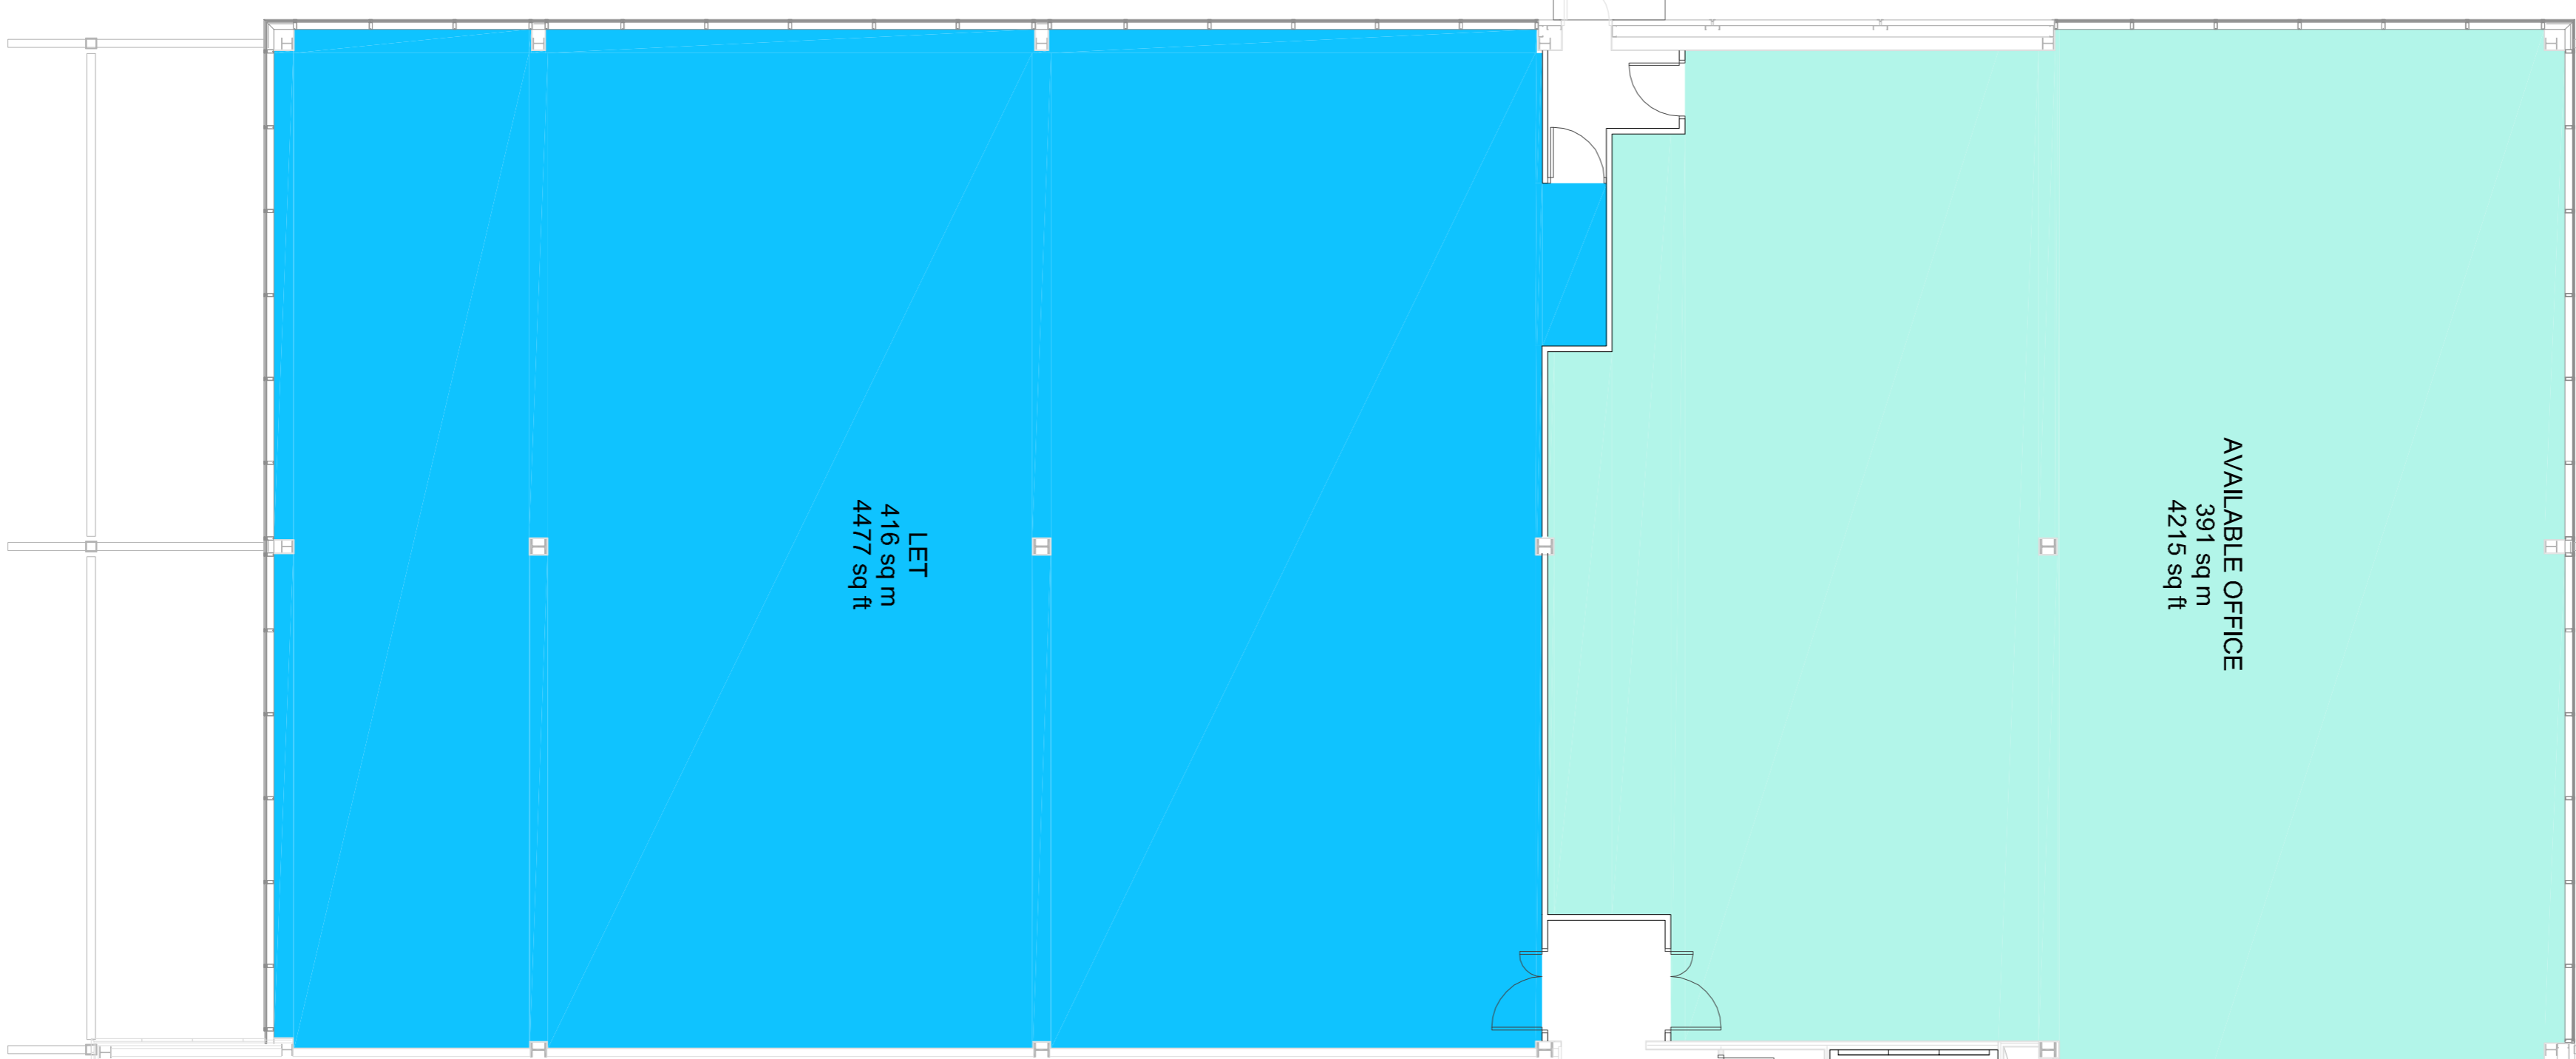 LET
416 sq m
4477 sq ft
AVAILABLE OFFICE
391 sq m
4215 sq ft